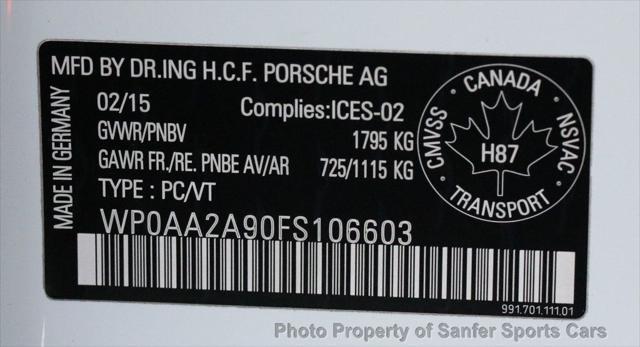 MFD BY DR.ING H.C.F. PORSCHE AG
MADE IN GERMANY
02/15 Complies:ICES-02
GVWR/PNBV 1795 KG
GAWR FR./RE. PNBE AV/AR 725/1115 KG
TYPE : PC/VT
WP0AA2A90FS106603
CMVSS · CANADA · NSVAC · TRANSPORT ·
H87
991.701.111.01
Photo Property of Sanfer Sports Cars